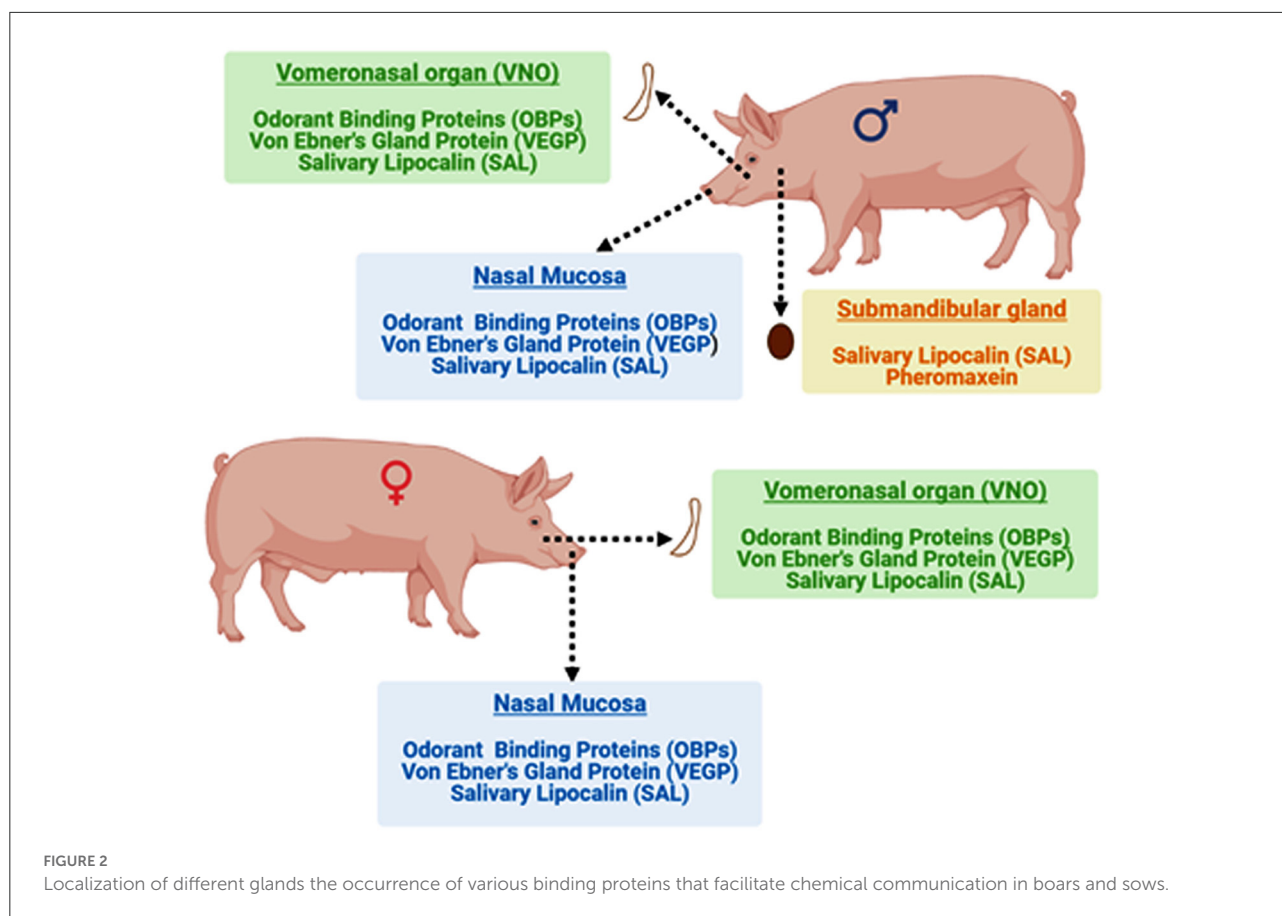 Vomeronasal organ (VNO)
Odorant Binding Proteins (OBPs)
Von Ebner's Gland Protein (VEGP)
Salivary Lipocalin (SAL)
♂
Nasal Mucosa
Odorant Binding Proteins (OBPs)
Von Ebner's Gland Protein (VEGP)
Salivary Lipocalin (SAL)
Submandibular gland
Salivary Lipocalin (SAL)
Pheromaxein
♀
Vomeronasal organ (VNO)
Odorant Binding Proteins (OBPs)
Von Ebner's Gland Protein (VEGP)
Salivary Lipocalin (SAL)
Nasal Mucosa
Odorant Binding Proteins (OBPs)
Von Ebner's Gland Protein (VEGP)
Salivary Lipocalin (SAL)
FIGURE 2
Localization of different glands the occurrence of various binding proteins that facilitate chemical communication in boars and sows.